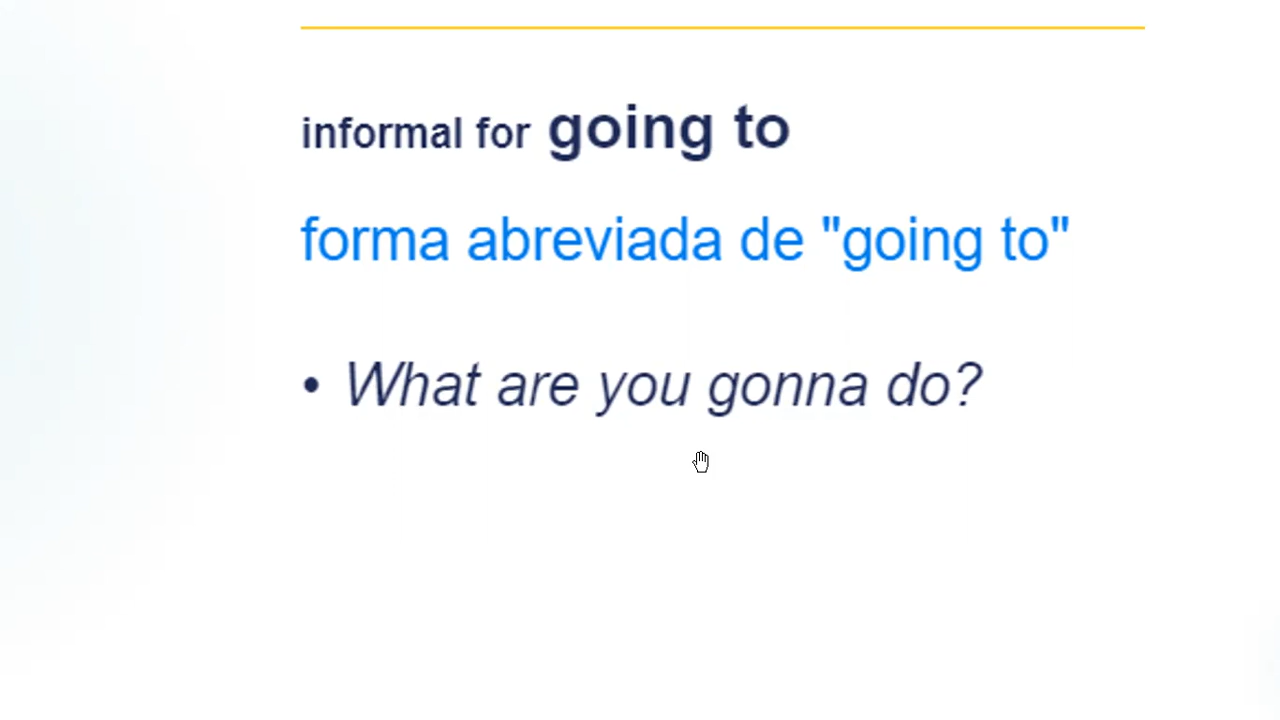 informal for going to
forma abreviada de "going to"
• What are you gonna do?